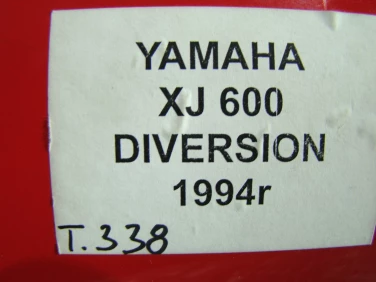 YAMAHA
XJ 600
DIVERSION
1994r
T.338